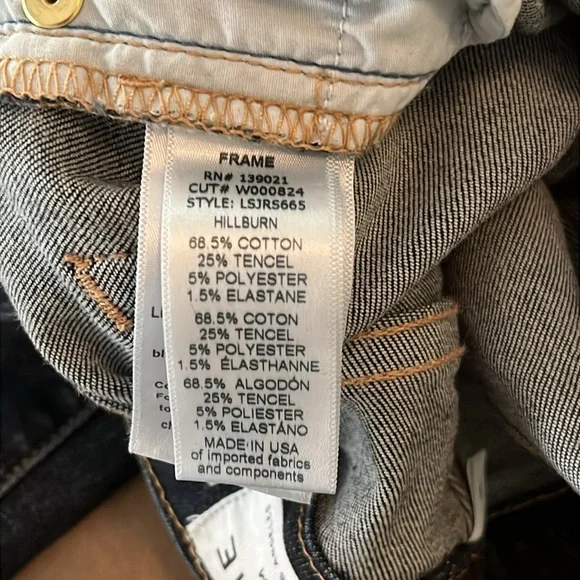 FRAME
RN# 139021
CUT# W000824
STYLE: LSJRS665
HILLBURN
68.5% COTTON
25% TENCEL
5% POLYESTER
1.5% ELASTANE
68.5% COTON
25% TENCEL
5% POLYESTER
1.5% ÉLASTHANNE
68.5% ALGODÓN
25% TENCEL
5% POLIESTER
1.5% ELASTÁNO
MADE IN USA
of imported fabrics
and components